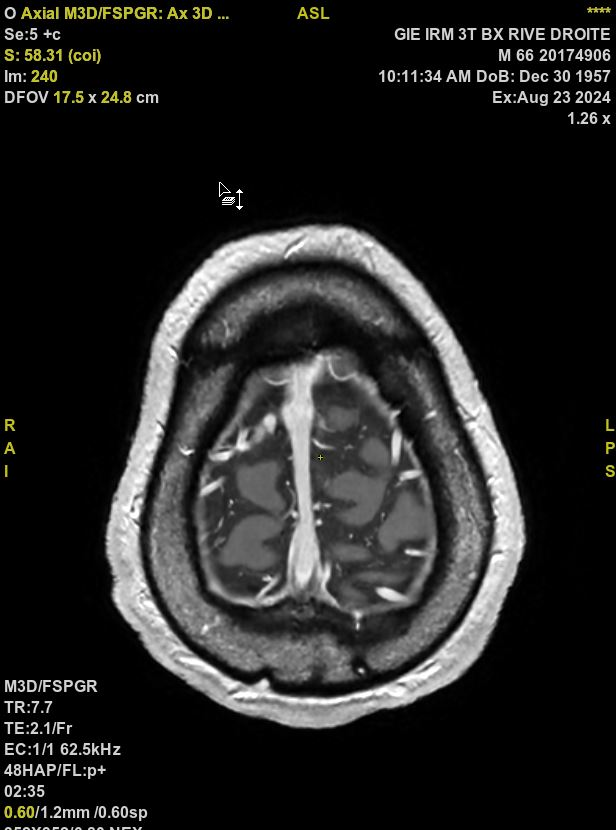 O Axial M3D/FSPGR: Ax 3D ...
Se:5 +c
S: 58.31 (coi)
Im: 240
DFOV 17.5 x 24.8 cm
ASL
****
GIE IRM 3T BX RIVE DROITE
M 66 20174906
10:11:34 AM DoB: Dec 30 1957
Ex:Aug 23 2024
1.26 x
R
A
I
L
P
S
M3D/FSPGR
TR:7.7
TE:2.1/Fr
EC:1/1 62.5kHz
48HAP/FL:p+
02:35
0.60/1.2mm /0.60sp